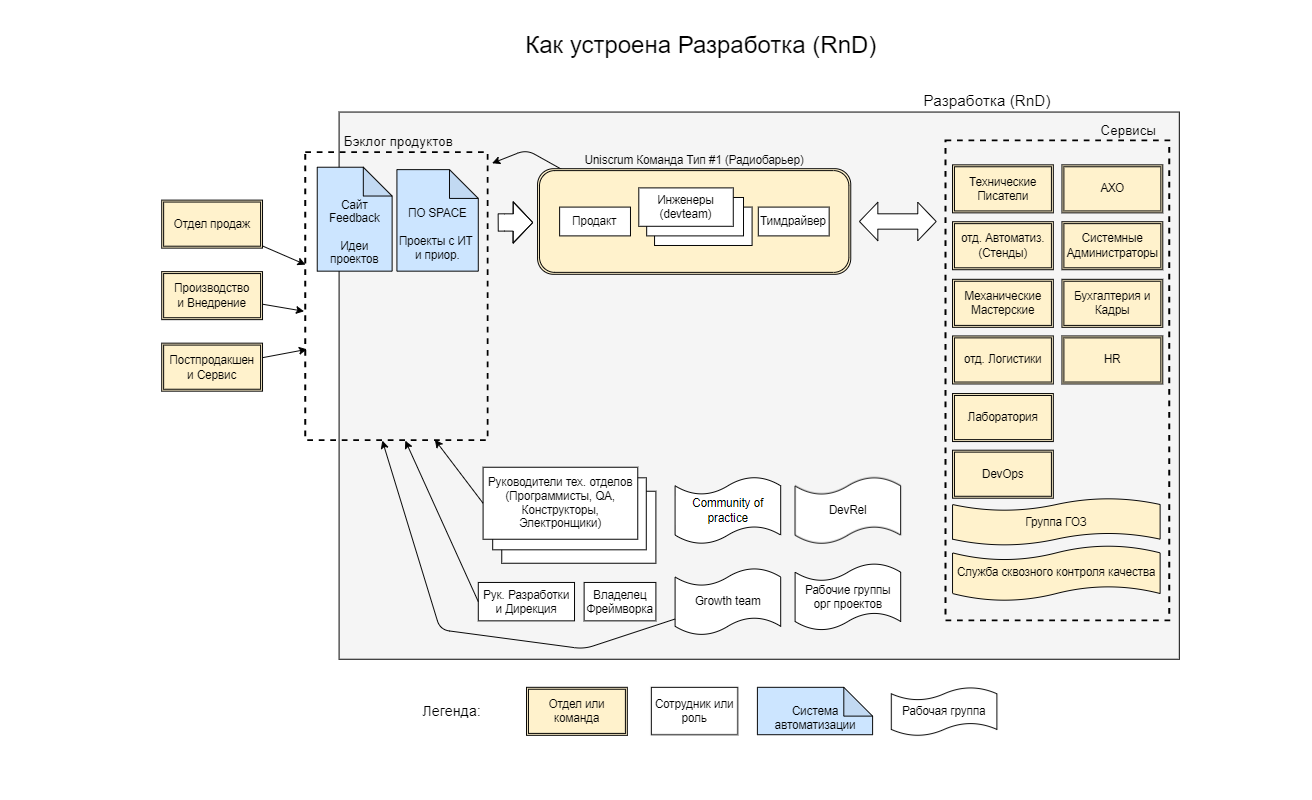 Как устроена Разработка (RnD)
Разработка (RnD)
Бэклог продуктов
Сайт
Feedback
Идеи
проектов
ПО SPACE
Проекты с ИТ
и приор.
Отдел продаж
Производство
и Внедрение
Постпродакшен
и Сервис
Uniscrum Команда Тип #1 (Радиобарьер)
Продакт
Инженеры
(devteam)
Тимдрайвер
Сервисы
Технические
Писатели
АХО
отд. Автоматиз.
(Стенды)
Системные
Администраторы
Механические
Мастерские
Бухгалтерия и
Кадры
отд. Логистики
HR
Лаборатория
DevOps
Группа ГОЗ
Служба сквозного контроля качества
Руководители тех. отделов
(Программисты, QA,
Конструкторы,
Электронщики)
Community of
practice
DevRel
Рук. Разработки
и Дирекция
Владелец
Фреймворка
Growth team
Рабочие группы
орг проектов
Легенда:
Отдел или
команда
Сотрудник или
роль
Система
автоматизации
Рабочая группа